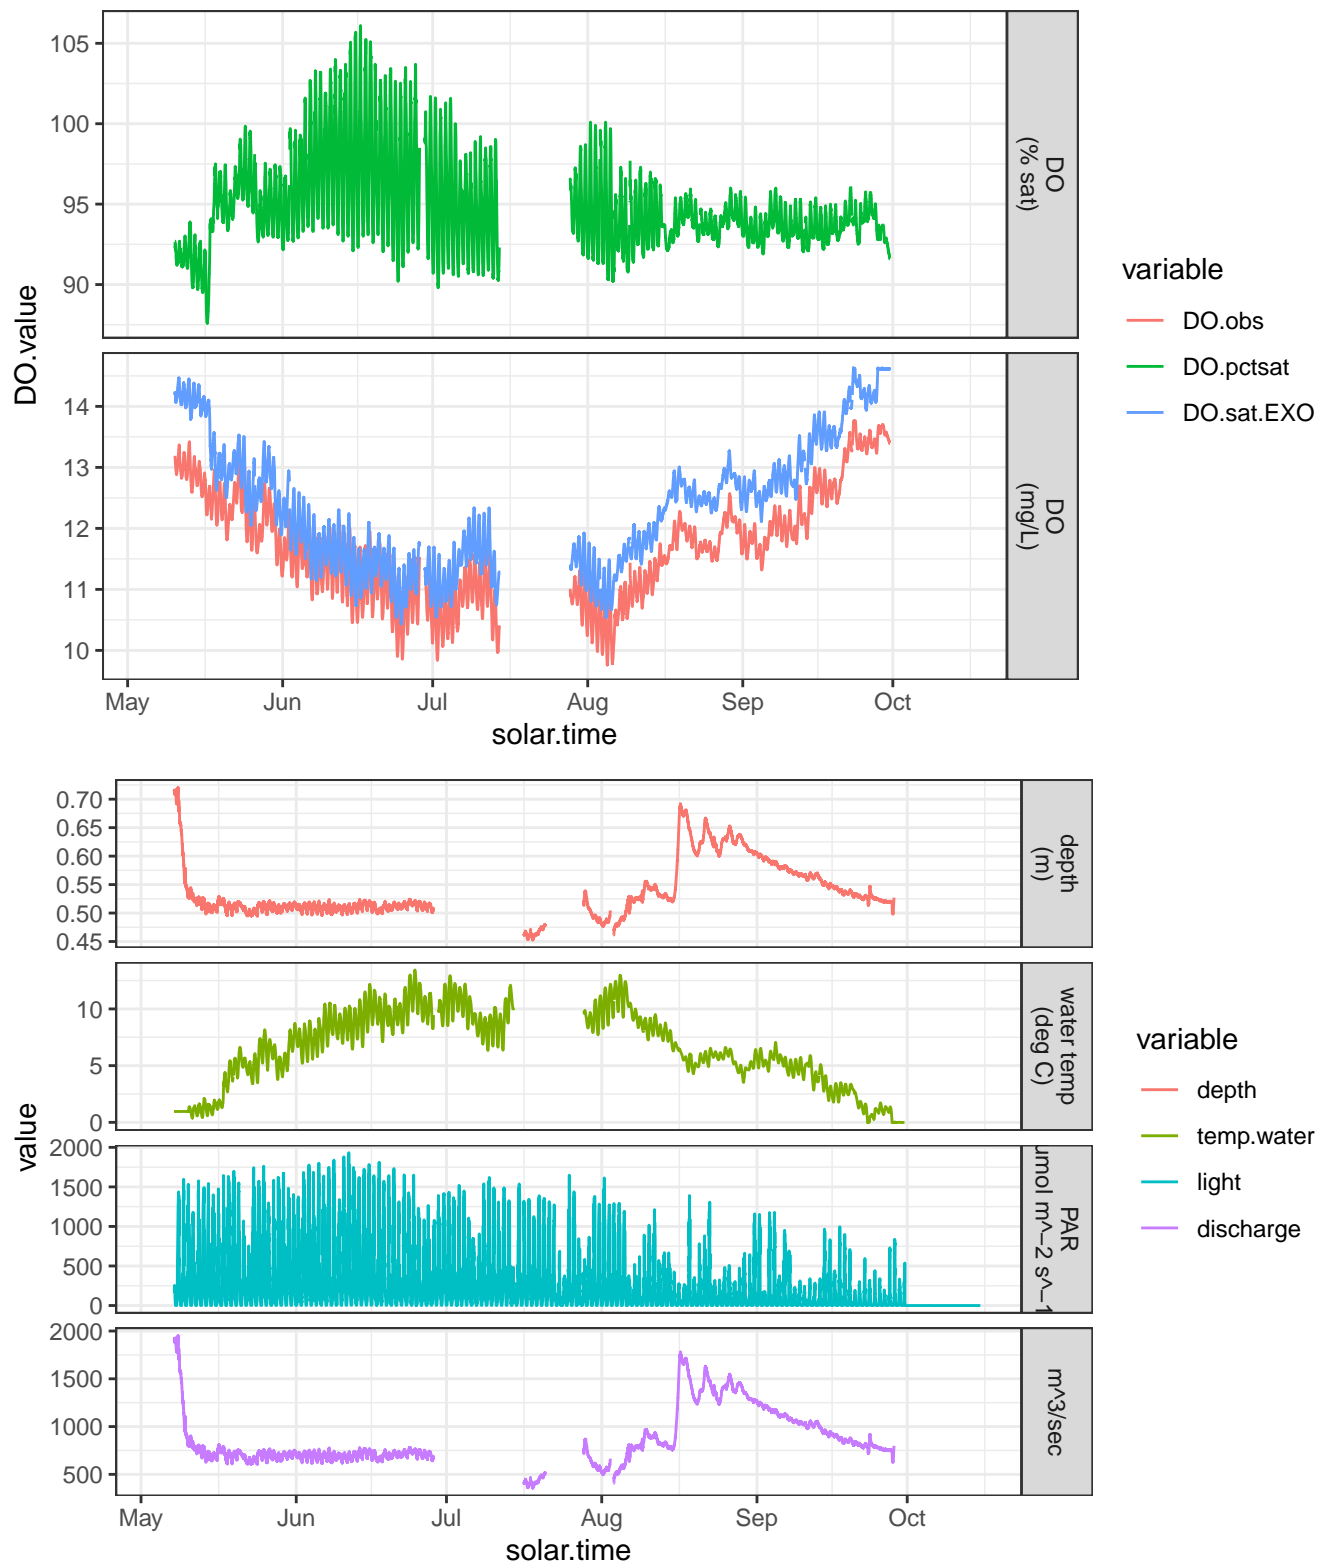 DO.value
105
100
95
90
DO
(% sat)
14
13
12
11
10
DO
(mg/L)
May
Jun
Jul
Aug
Sep
Oct
solar.time
variable
DO.obs
DO.pctsat
DO.sat.EXO
value
0.70
0.65
0.60
0.55
0.50
0.45
depth
(m)
10
5
0
water temp
(deg C)
2000
1500
1000
500
0
PAR
umol m^−2 s^−1
2000
1500
1000
500
m^3/sec
May
Jun
Jul
Aug
Sep
Oct
solar.time
variable
depth
temp.water
light
discharge